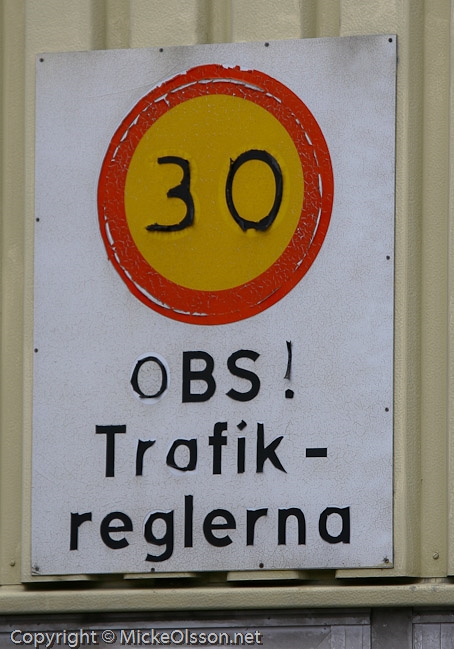 30
OBS!
Trafik-
reglerna
Copyright © MickeOlsson.net